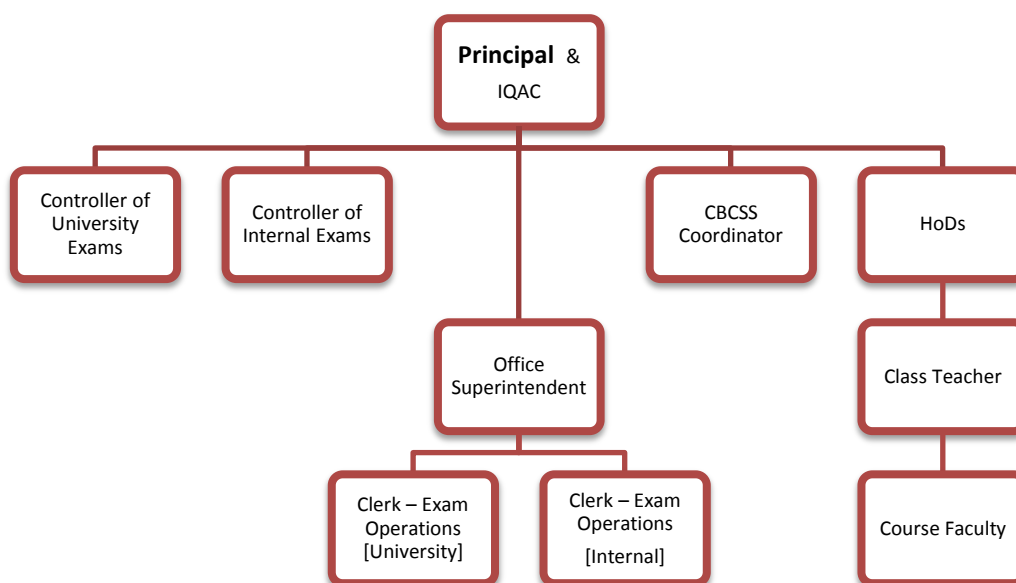 Principal &
IQAC
Controller of
University
Exams
Controller of
Internal Exams
CBCSS
Coordinator
HoDs
Office
Superintendent
Class Teacher
Clerk – Exam
Operations
[University]
Clerk – Exam
Operations
[Internal]
Course Faculty